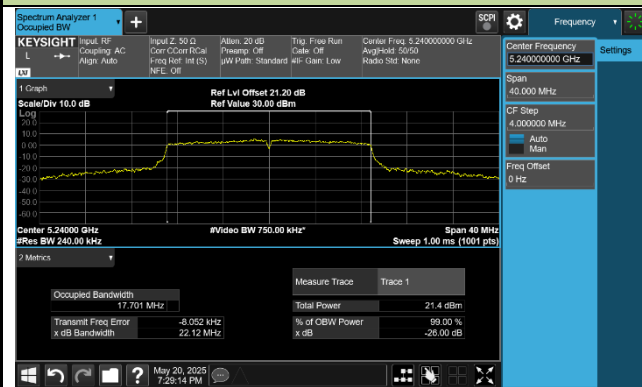 Spectrum Analyzer 1
Occupied BW
+
SCPI
Frequency
KEYSIGHT
L
LXI
Input: RF
Coupling: AC
Align: Auto
Input Z: 50 Ω
Corr CCorr RCal
Freq Ref: Int (S)
NFE: Off
Atten: 20 dB
Preamp: Off
µW Path: Standard
Trig: Free Run
Gate: Off
#IF Gain: Low
Center Freq: 5.240000000 GHz
Avg|Hold: 50/50
Radio Std: None
Center Frequency
5.240000000 GHz
Settings
Span
40.000 MHz
CF Step
4.000000 MHz
Auto
Man
Freq Offset
0 Hz
1 Graph
Scale/Div 10.0 dB
Ref Lvl Offset 21.20 dB
Ref Value 30.00 dBm
Log
20.0
10.0
0.00
-10.0
-20.0
-30.0
-40.0
-50.0
-60.0
Center 5.24000 GHz
#Video BW 750.00 kHz*
Span 40 MHz
#Res BW 240.00 kHz
Sweep 1.00 ms (1001 pts)
2 Metrics
Measure Trace Trace 1
Occupied Bandwidth
17.701 MHz
Total Power 21.4 dBm
Transmit Freq Error -8.052 kHz
% of OBW Power 99.00 %
x dB Bandwidth 22.12 MHz
x dB -26.00 dB
?
May 20, 2025
7:29:14 PM